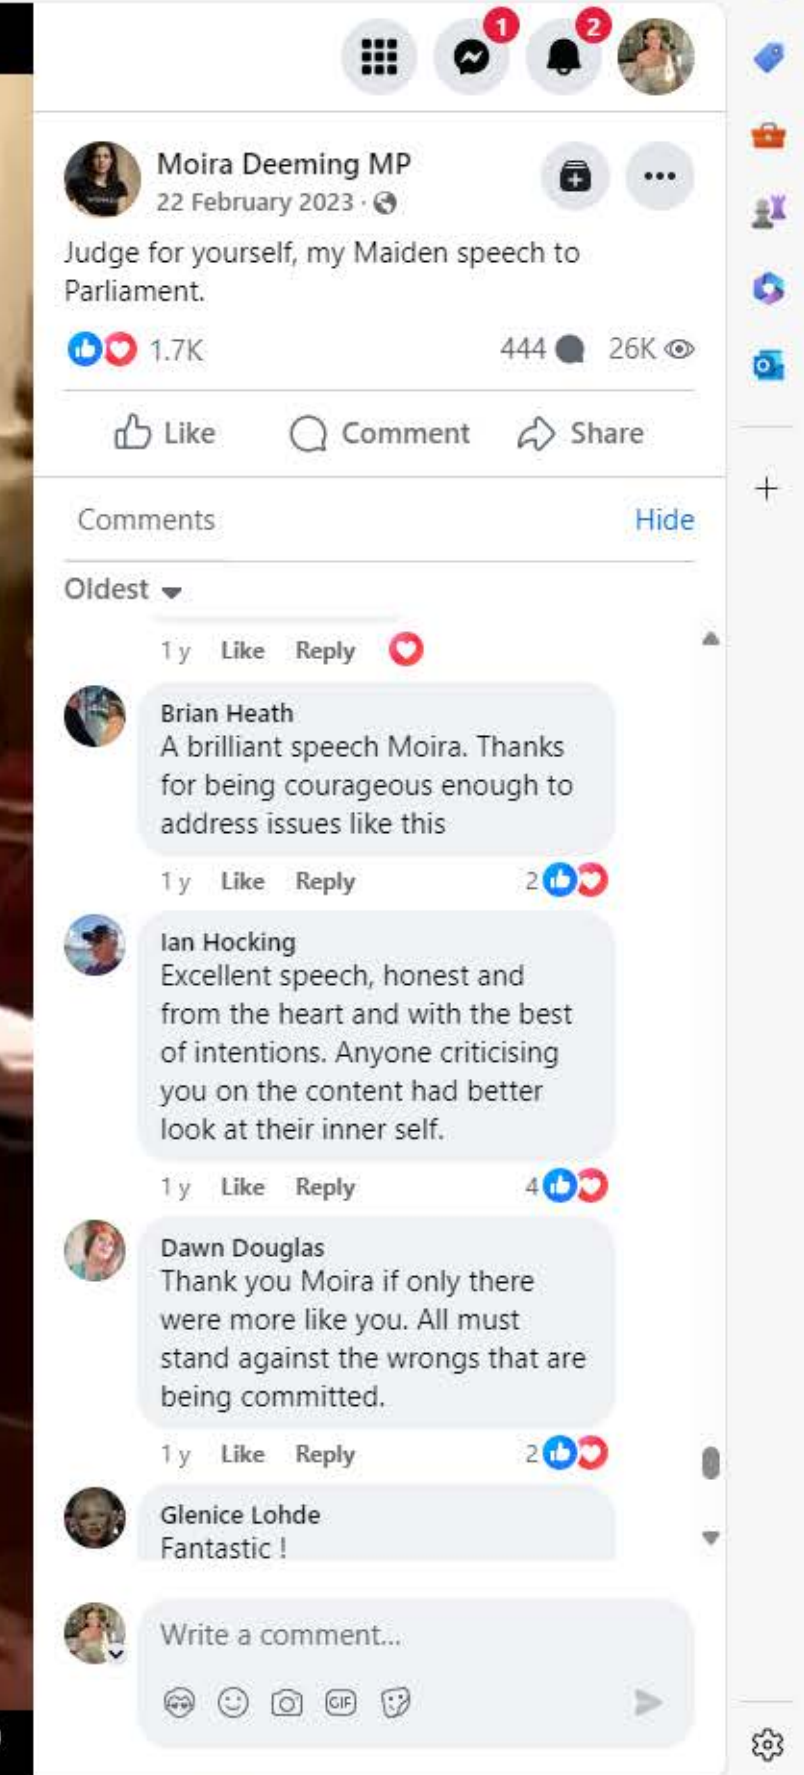 1
2
Moira Deeming MP
22 February 2023 ·
Judge for yourself, my Maiden speech to
Parliament.
1.7K
444
26K
Like
Comment
Share
Comments
Hide
Oldest
1 y Like Reply
Brian Heath
A brilliant speech Moira. Thanks
for being courageous enough to
address issues like this
1 y Like Reply
2
Ian Hocking
Excellent speech, honest and
from the heart and with the best
of intentions. Anyone criticising
you on the content had better
look at their inner self.
1 y Like Reply
4
Dawn Douglas
Thank you Moira if only there
were more like you. All must
stand against the wrongs that are
being committed.
1 y Like Reply
2
Glenice Lohde
Fantastic !
Write a comment...
GIF